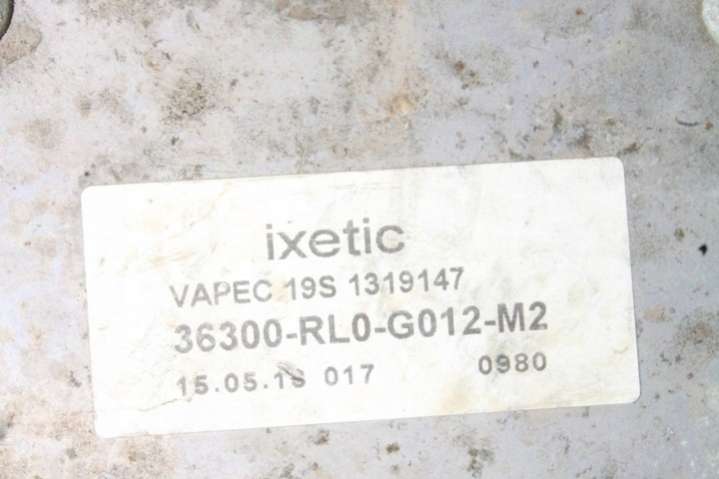 ixetic
VAPEC 19S 1319147
36300-RL0-G012-M2
017 0980